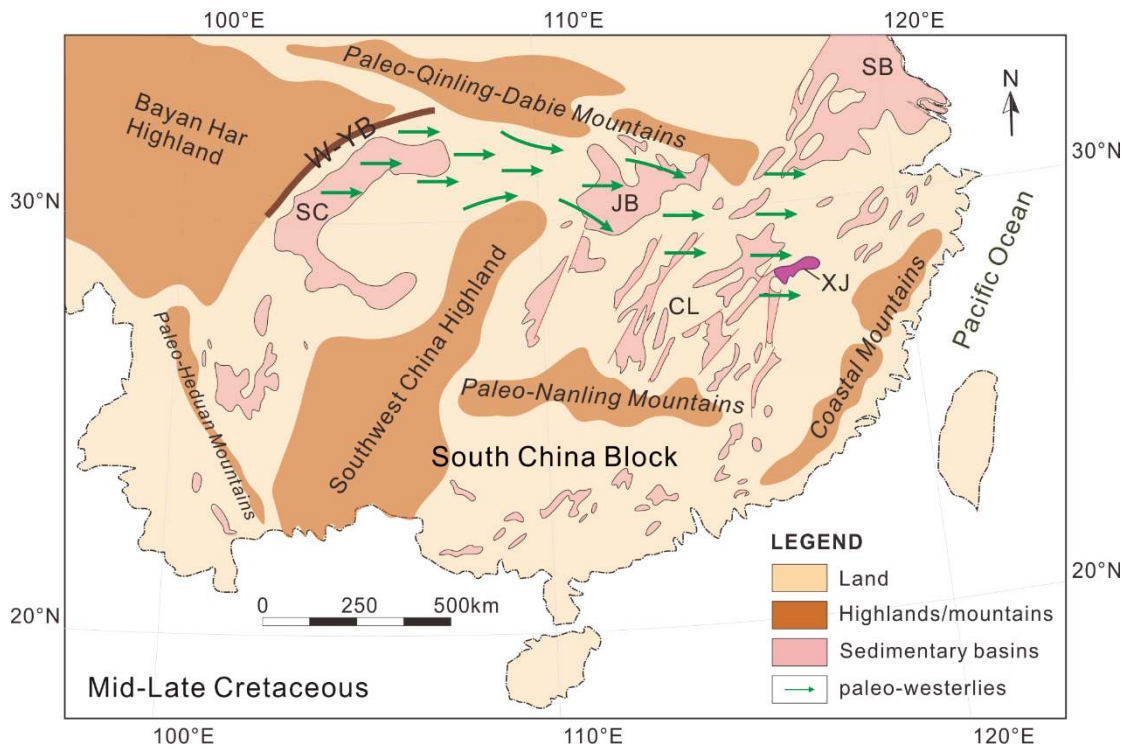 100°E
110°E
120°E
Paleo-Qinling-Dabie Mountains
SB
N
Bayan Har
Highland
W-YB
30°N
30°N
SC
JB
XJ
CL
Pacific Ocean
Paleo-Heduan Mountains
Southwest China Highland
Paleo-Nanling Mountains
Coastal Mountains
South China Block
LEGEND
Land
Highlands/mountains
Sedimentary basins
paleo-westerlies
0 250 500km
20°N
20°N
Mid-Late Cretaceous
100°E
110°E
120°E